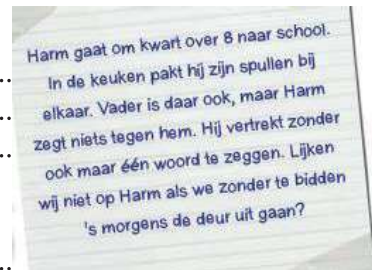 Harm gaat om kwart over 8 naar school.
In de keuken pakt hij zijn spullen bij
elkaar. Vader is daar ook, maar Harm
zegt niets tegen hem. Hij vertrekt zonder
ook maar één woord te zeggen. Lijken
wij niet op Harm als we zonder te bidden
's morgens de deur uit gaan?